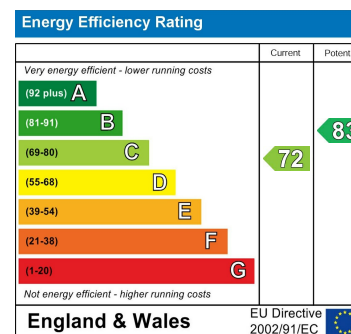 Energy Efficiency Rating
Current Potent
Very energy efficient - lower running costs
(92 plus) A
(81-91) B
83
(69-80) C
72
(55-68) D
(39-54) E
(21-38) F
(1-20) G
Not energy efficient - higher running costs
England & Wales
EU Directive
2002/91/EC